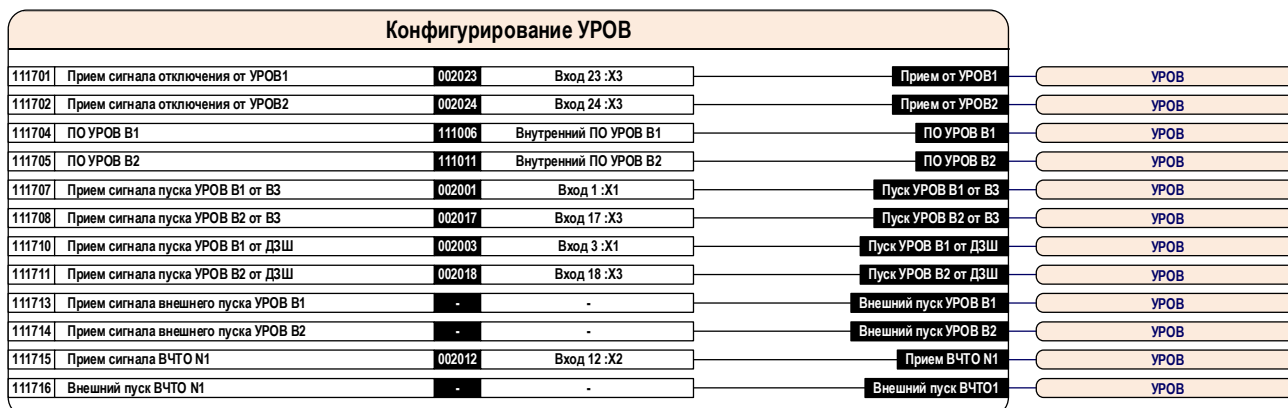 Конфигурирование УРОВ
111701 Прием сигнала отключения от УРОВ1 002023 Вход 23 :X3 Прием от УРОВ1 УРОВ
111702 Прием сигнала отключения от УРОВ2 002024 Вход 24 :X3 Прием от УРОВ2 УРОВ
111704 ПО УРОВ В1 111006 Внутренний ПО УРОВ В1 ПО УРОВ В1 УРОВ
111705 ПО УРОВ В2 111011 Внутренний ПО УРОВ В2 ПО УРОВ В2 УРОВ
111707 Прием сигнала пуска УРОВ В1 от В3 002001 Вход 1 :X1 Пуск УРОВ В1 от В3 УРОВ
111708 Прием сигнала пуска УРОВ В2 от В3 002017 Вход 17 :X3 Пуск УРОВ В2 от В3 УРОВ
111710 Прием сигнала пуска УРОВ В1 от ДЗШ 002003 Вход 3 :X1 Пуск УРОВ В1 от ДЗШ УРОВ
111711 Прием сигнала пуска УРОВ В2 от ДЗШ 002018 Вход 18 :X3 Пуск УРОВ В2 от ДЗШ УРОВ
111713 Прием сигнала внешнего пуска УРОВ В1 - - Внешний пуск УРОВ В1 УРОВ
111714 Прием сигнала внешнего пуска УРОВ В2 - - Внешний пуск УРОВ В2 УРОВ
111715 Прием сигнала ВЧТО N1 002012 Вход 12 :X2 Прием ВЧТО N1 УРОВ
111716 Внешний пуск ВЧТО N1 - - Внешний пуск ВЧТО1 УРОВ